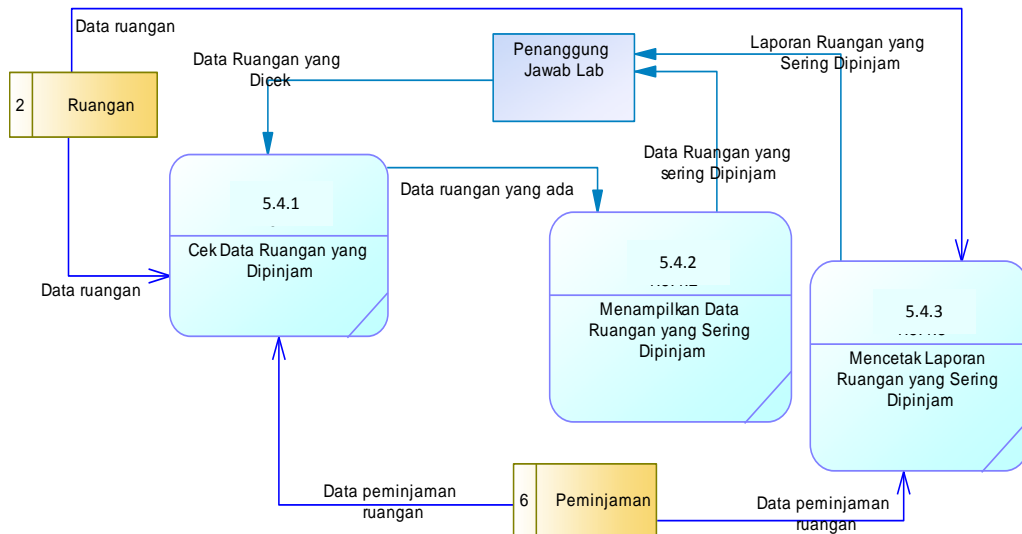 Data ruangan
2
Ruangan
Data ruangan
Data Ruangan yang
Dicek
Penanggung
Jawab Lab
Laporan Ruangan yang
Sering Dipinjam
5.4.1
Cek Data Ruangan yang
Dipinjam
Data ruangan yang ada
Data Ruangan yang
sering Dipinjam
5.4.2
Menampilkan Data
Ruangan yang Sering
Dipinjam
5.4.3
Mencetak Laporan
Ruangan yang Sering
Dipinjam
Data peminjaman
ruangan
6
Peminjaman
Data peminjaman
ruangan